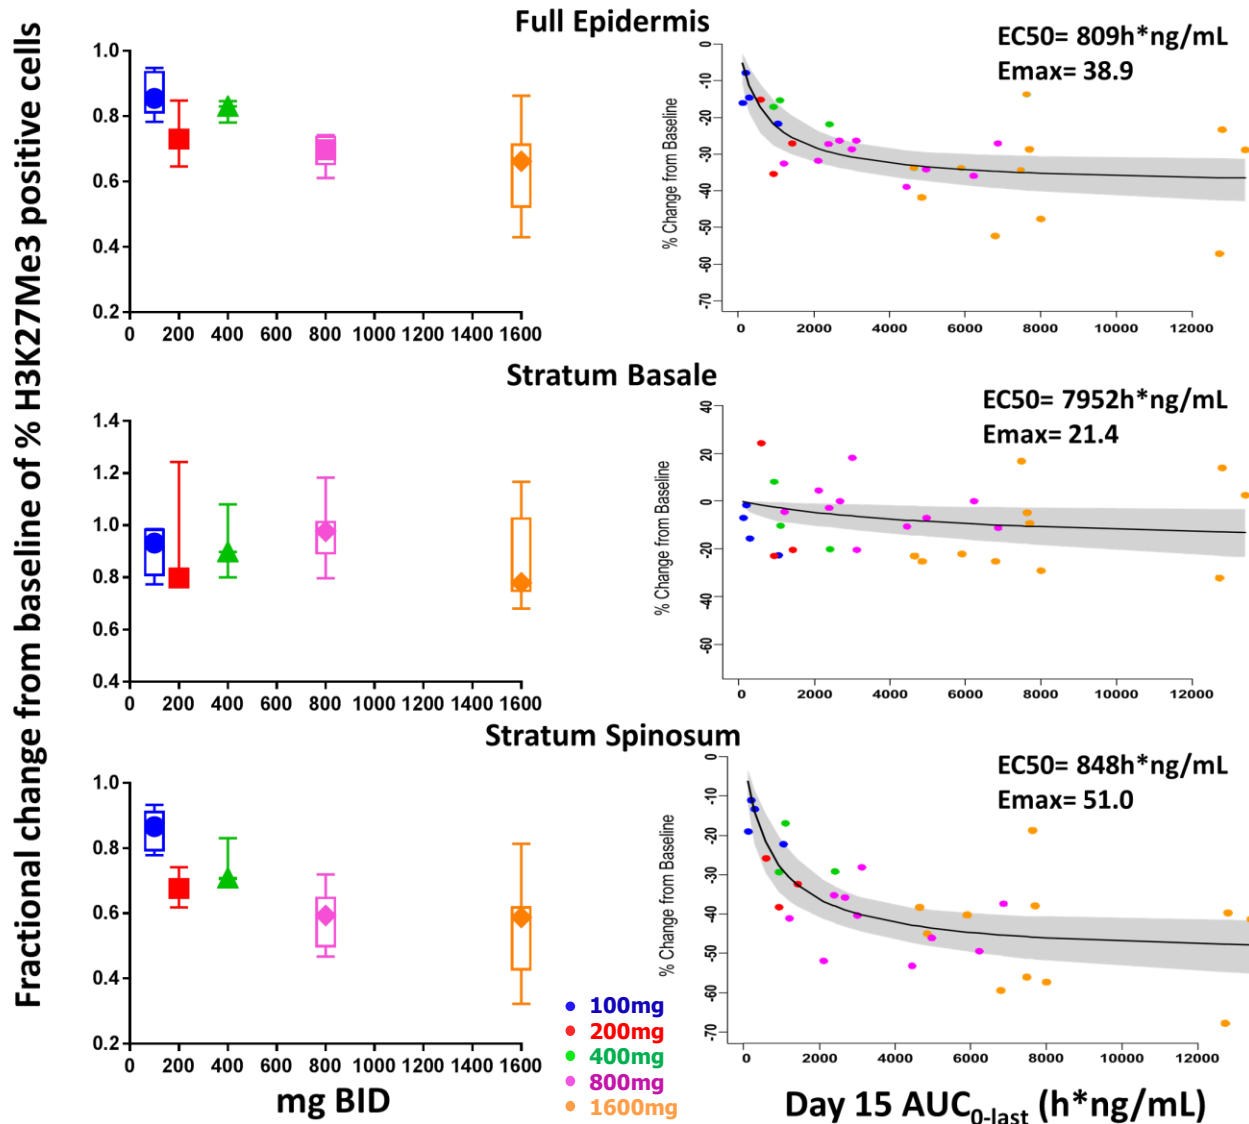 Fractional change from baseline of % H3K27Me3 positive cells
Full Epidermis
1.0
0.8
0.6
0.4
0.2
0 200 400 600 800 1000 1200 1400 1600
EC50= 809h*ng/mL
Emax= 38.9
% Change from Baseline
0
-10
-20
-30
-40
-50
-60
-70
0 2000 4000 6000 8000 10000 12000
Stratum Basale
1.4
1.2
1.0
0.8
0.6
0.4
0 200 400 600 800 1000 1200 1400 1600
EC50= 7952h*ng/mL
Emax= 21.4
% Change from Baseline
40
20
0
-20
-40
-60
0 2000 4000 6000 8000 10000 12000
Stratum Spinosum
1.0
0.8
0.6
0.4
0.2
0 200 400 600 800 1000 1200 1400 1600
mg BID
EC50= 848h*ng/mL
Emax= 51.0
% Change from Baseline
0
-10
-20
-30
-40
-50
-60
-70
0 2000 4000 6000 8000 10000 12000
100mg
200mg
400mg
800mg
1600mg
Day 15 AUC0-last (h*ng/mL)